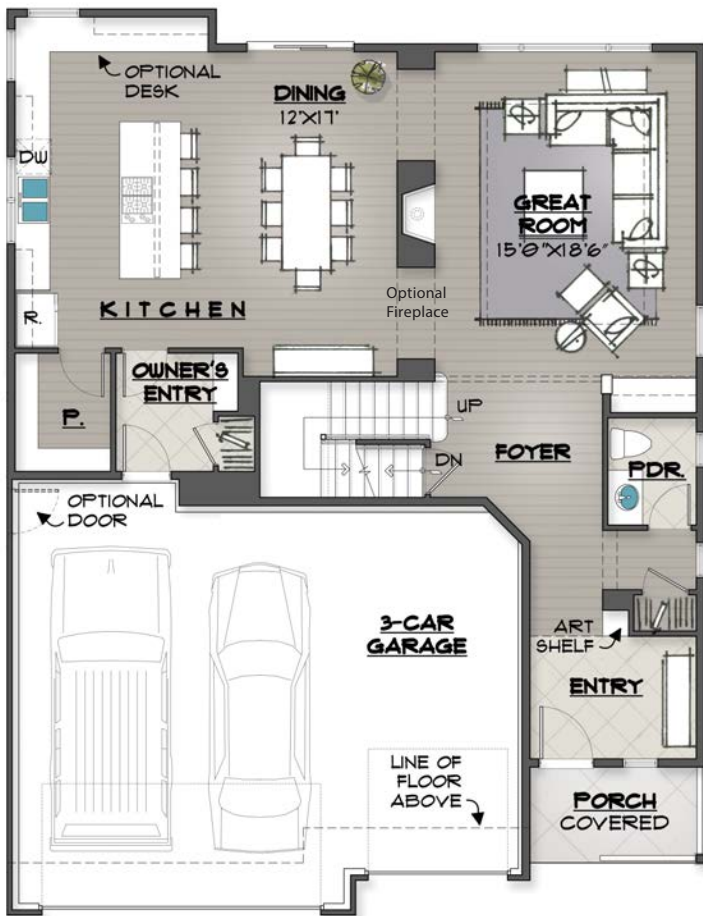 OPTIONAL
DESK
DINING
12'X17'
DW
GREAT
ROOM
15'0"X18'6"
Optional
Fireplace
R.
KITCHEN
OWNER'S
ENTRY
P.
UP
DN
FOYER
PDR.
OPTIONAL
DOOR
3-CAR
GARAGE
ART
SHELF
ENTRY
LINE OF
FLOOR
ABOVE
PORCH
COVERED